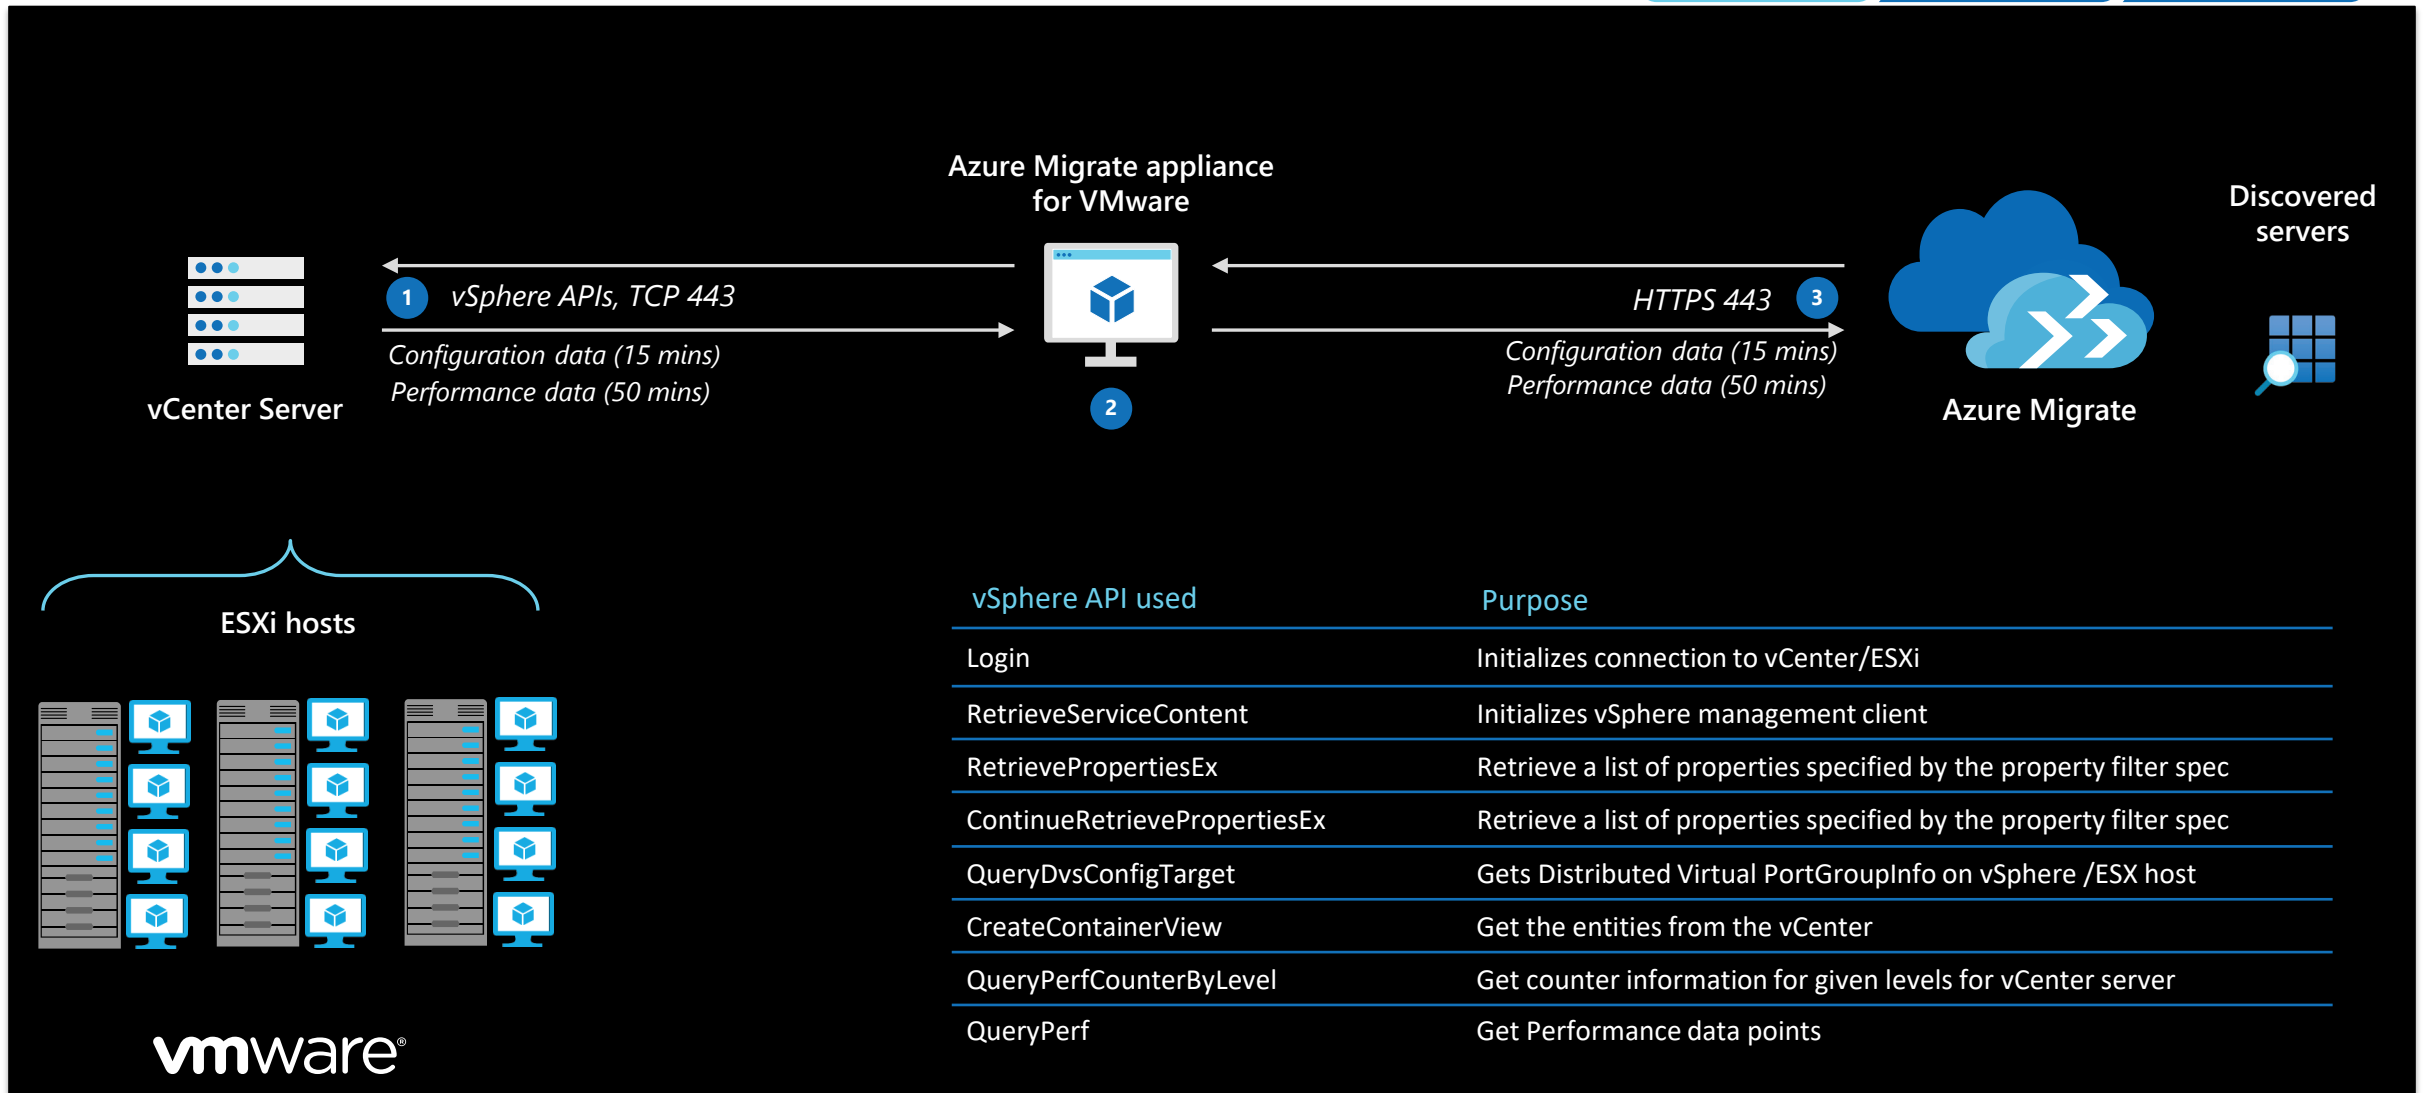 Azure Migrate appliance
for VMware
Discovered
servers
1
vSphere APIs, TCP 443
HTTPS 443
3
Configuration data (15 mins)
Performance data (50 mins)
Configuration data (15 mins)
Performance data (50 mins)
vCenter Server
2
Azure Migrate
ESXi hosts
vSphere API used Purpose
Login Initializes connection to vCenter/ESXi
RetrieveServiceContent Initializes vSphere management client
RetrievePropertiesEx Retrieve a list of properties specified by the property filter spec
ContinueRetrievePropertiesEx Retrieve a list of properties specified by the property filter spec
QueryDvsConfigTarget Gets Distributed Virtual PortGroupInfo on vSphere /ESX host
CreateContainerView Get the entities from the vCenter
QueryPerfCounterByLevel Get counter information for given levels for vCenter server
QueryPerf Get Performance data points
vmware®